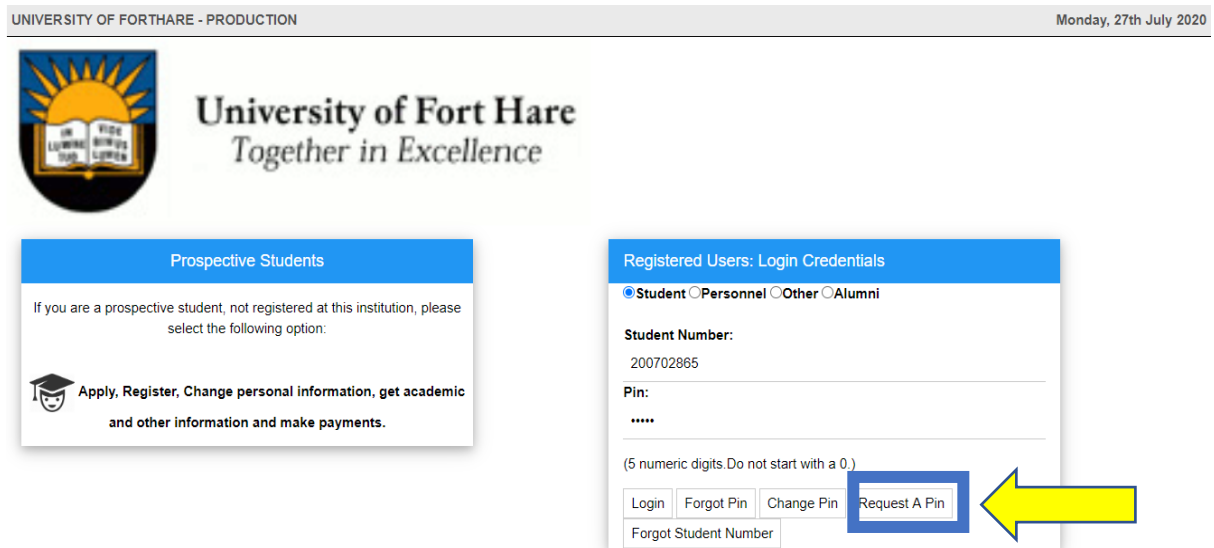 UNIVERSITY OF FORTHARE - PRODUCTION
Monday, 27th July 2020
IN LUMINE TUO
VIDE BIMUS LUMEN
University of Fort Hare
Together in Excellence
Prospective Students
If you are a prospective student, not registered at this institution, please
select the following option:
Apply, Register, Change personal information, get academic
and other information and make payments.
Registered Users: Login Credentials
Student Personnel Other Alumni
Student Number:
200702865
Pin:
•••••
(5 numeric digits.Do not start with a 0.)
Login Forgot Pin Change Pin Request A Pin
Forgot Student Number